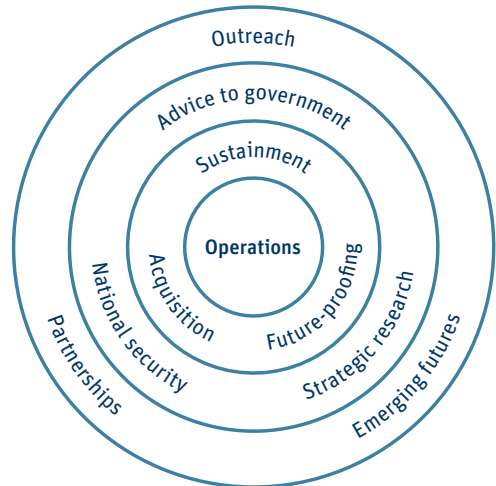 Outreach
Advice to government
Sustainment
Operations
Acquisition
Future-proofing
National security
Strategic research
Partnerships
Emerging futures